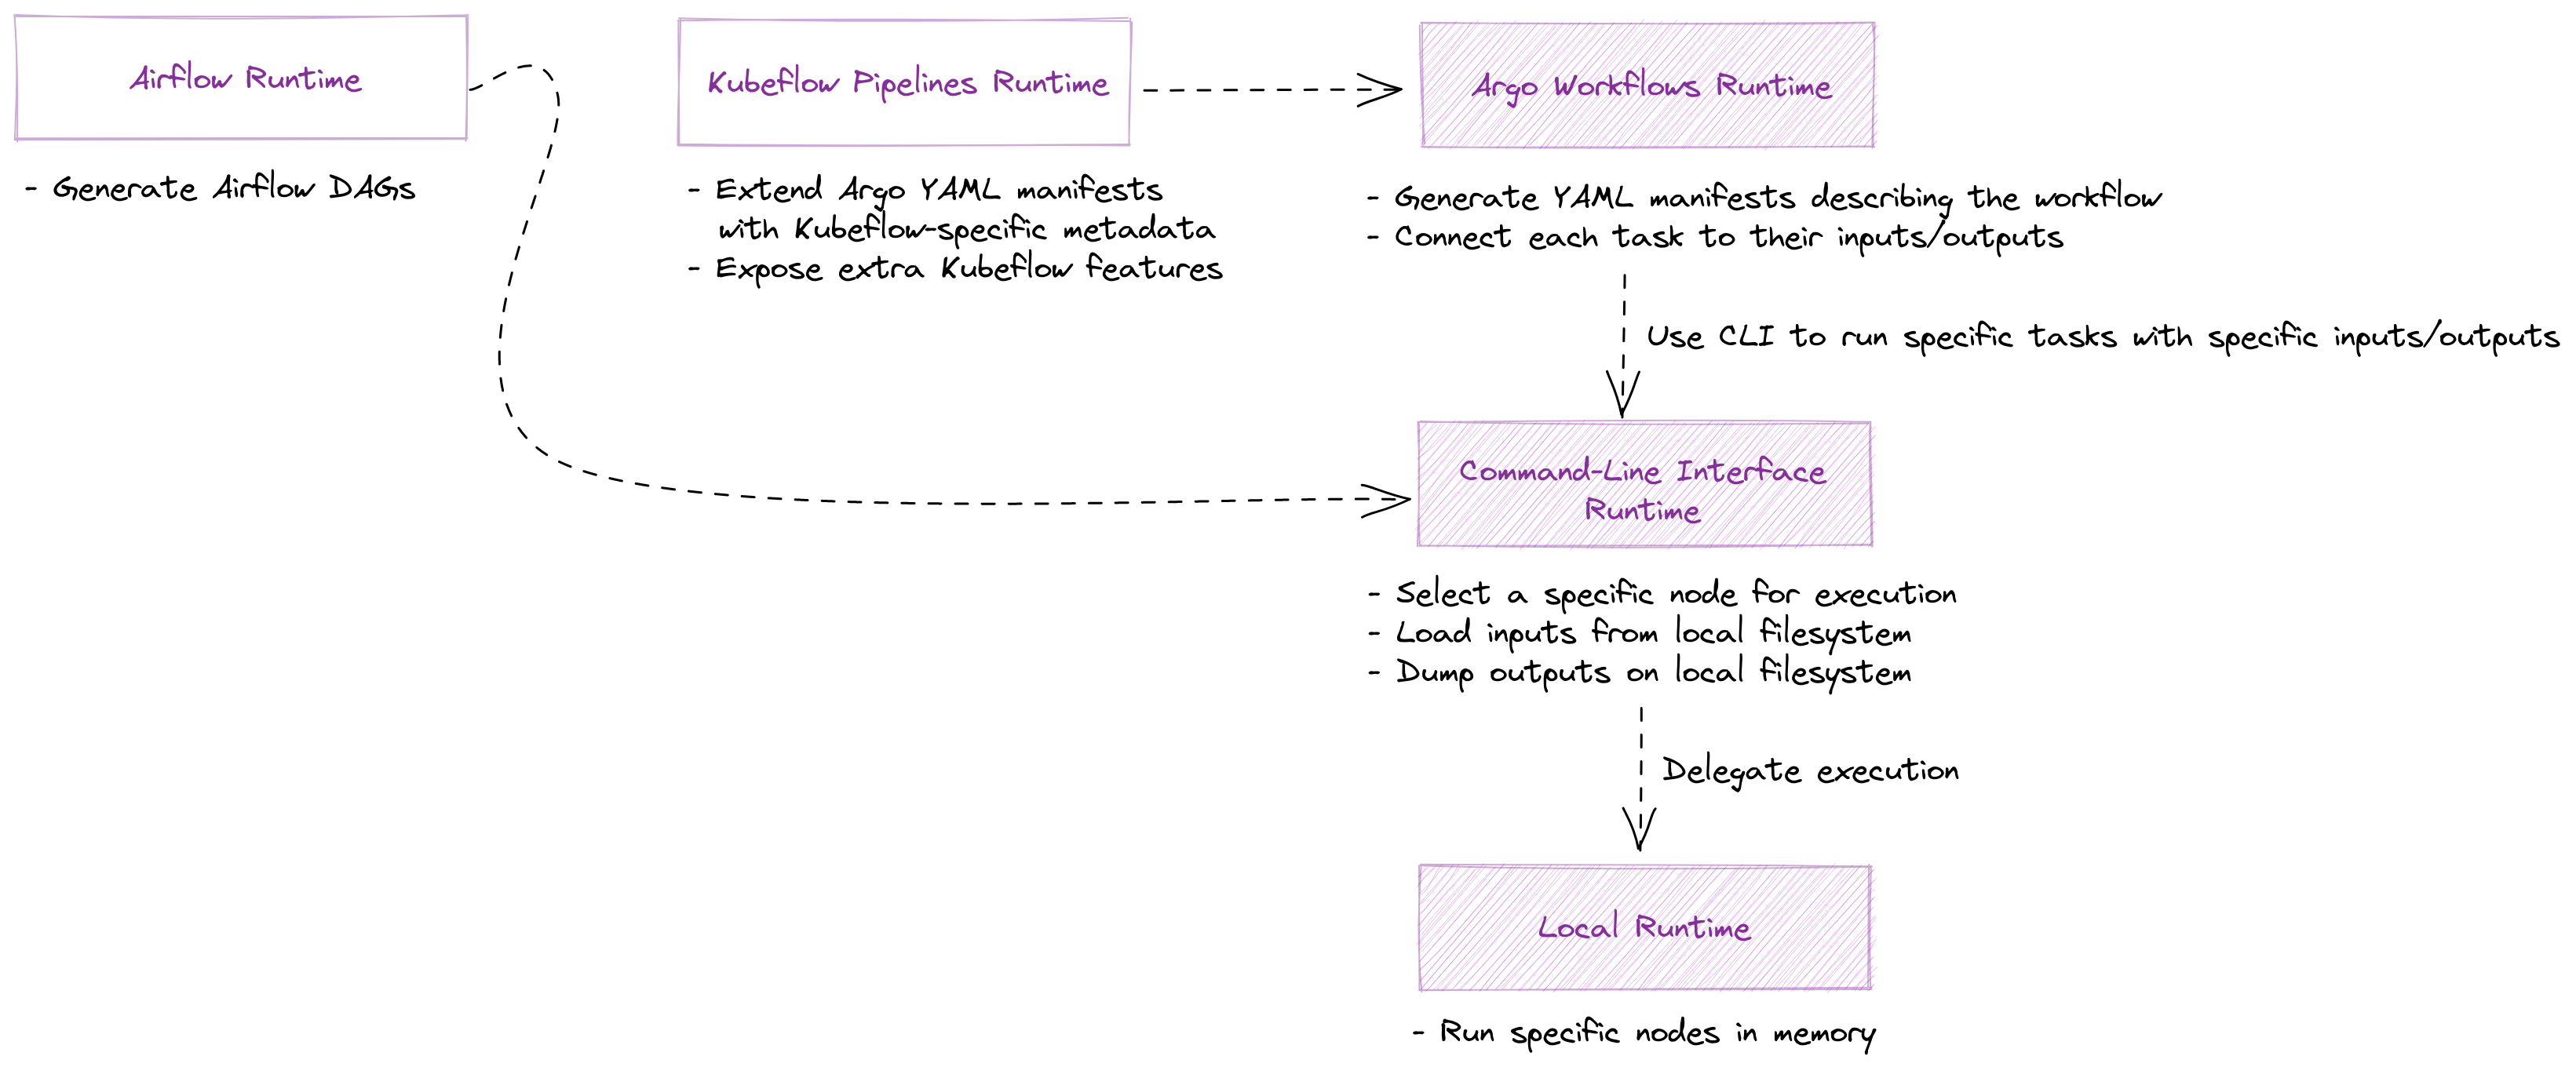 Airflow Runtime
- Generate Airflow DAGs
Kubeflow Pipelines Runtime
- Extend Argo YAML manifests
with Kubeflow-specific metadata
- Expose extra Kubeflow features
Argo Workflows Runtime
- Generate YAML manifests describing the workflow
- Connect each task to their inputs/outputs
Use CLI to run specific tasks with specific inputs/outputs
Command-Line Interface
Runtime
- Select a specific node for execution
- Load inputs from local filesystem
- Dump outputs on local filesystem
Delegate execution
Local Runtime
- Run specific nodes in memory